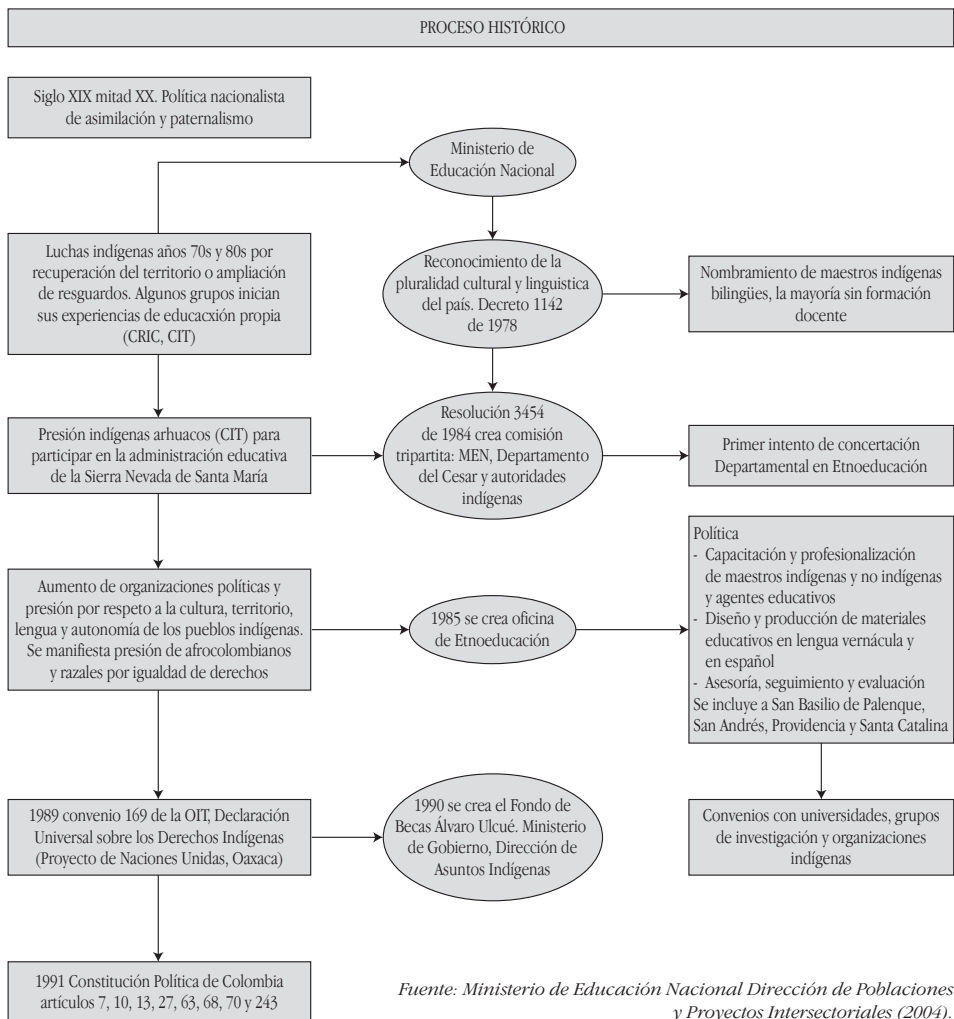 PROCESO HISTÓRICO
Siglo XIX mitad XX. Política nacionalista
de asimilación y paternalismo
Ministerio de
Educación Nacional
Luchas indígenas años 70s y 80s por
recuperación del territorio o ampliación
de resguardos. Algunos grupos inician
sus experiencias de educacxión propia
(CRIC, CIT)
Reconocimiento de la
pluralidad cultural y linguistica
del país. Decreto 1142
de 1978
Nombramiento de maestros indígenas
bilingües, la mayoría sin formación
docente
Presión indígenas arhuacos (CIT) para
participar en la administración educativa
de la Sierra Nevada de Santa María
Resolución 3454
de 1984 crea comisión
tripartita: MEN, Departamento
del Cesar y autoridades
indígenas
Primer intento de concertación
Departamental en Etnoeducación
Aumento de organizaciones políticas y
presión por respeto a la cultura, territorio,
lengua y autonomía de los pueblos indígenas.
Se manifiesta presión de afrocolombianos
y razales por igualdad de derechos
1985 se crea oficina
de Etnoeducación
Política
- Capacitación y profesionalización
de maestros indígenas y no indígenas
y agentes educativos
- Diseño y producción de materiales
educativos en lengua vernácula y
en español
- Asesoría, seguimiento y evaluación
Se incluye a San Basilio de Palenque,
San Andrés, Providencia y Santa Catalina
1989 convenio 169 de la OIT, Declaración
Universal sobre los Derechos Indígenas
(Proyecto de Naciones Unidas, Oaxaca)
1990 se crea el Fondo de
Becas Álvaro Ulcué. Ministerio
de Gobierno, Dirección de
Asuntos Indígenas
Convenios con universidades, grupos
de investigación y organizaciones
indígenas
1991 Constitución Política de Colombia
artículos 7, 10, 13, 27, 63, 68, 70 y 243
Fuente: Ministerio de Educación Nacional Dirección de Poblaciones
y Proyectos Intersectoriales (2004).